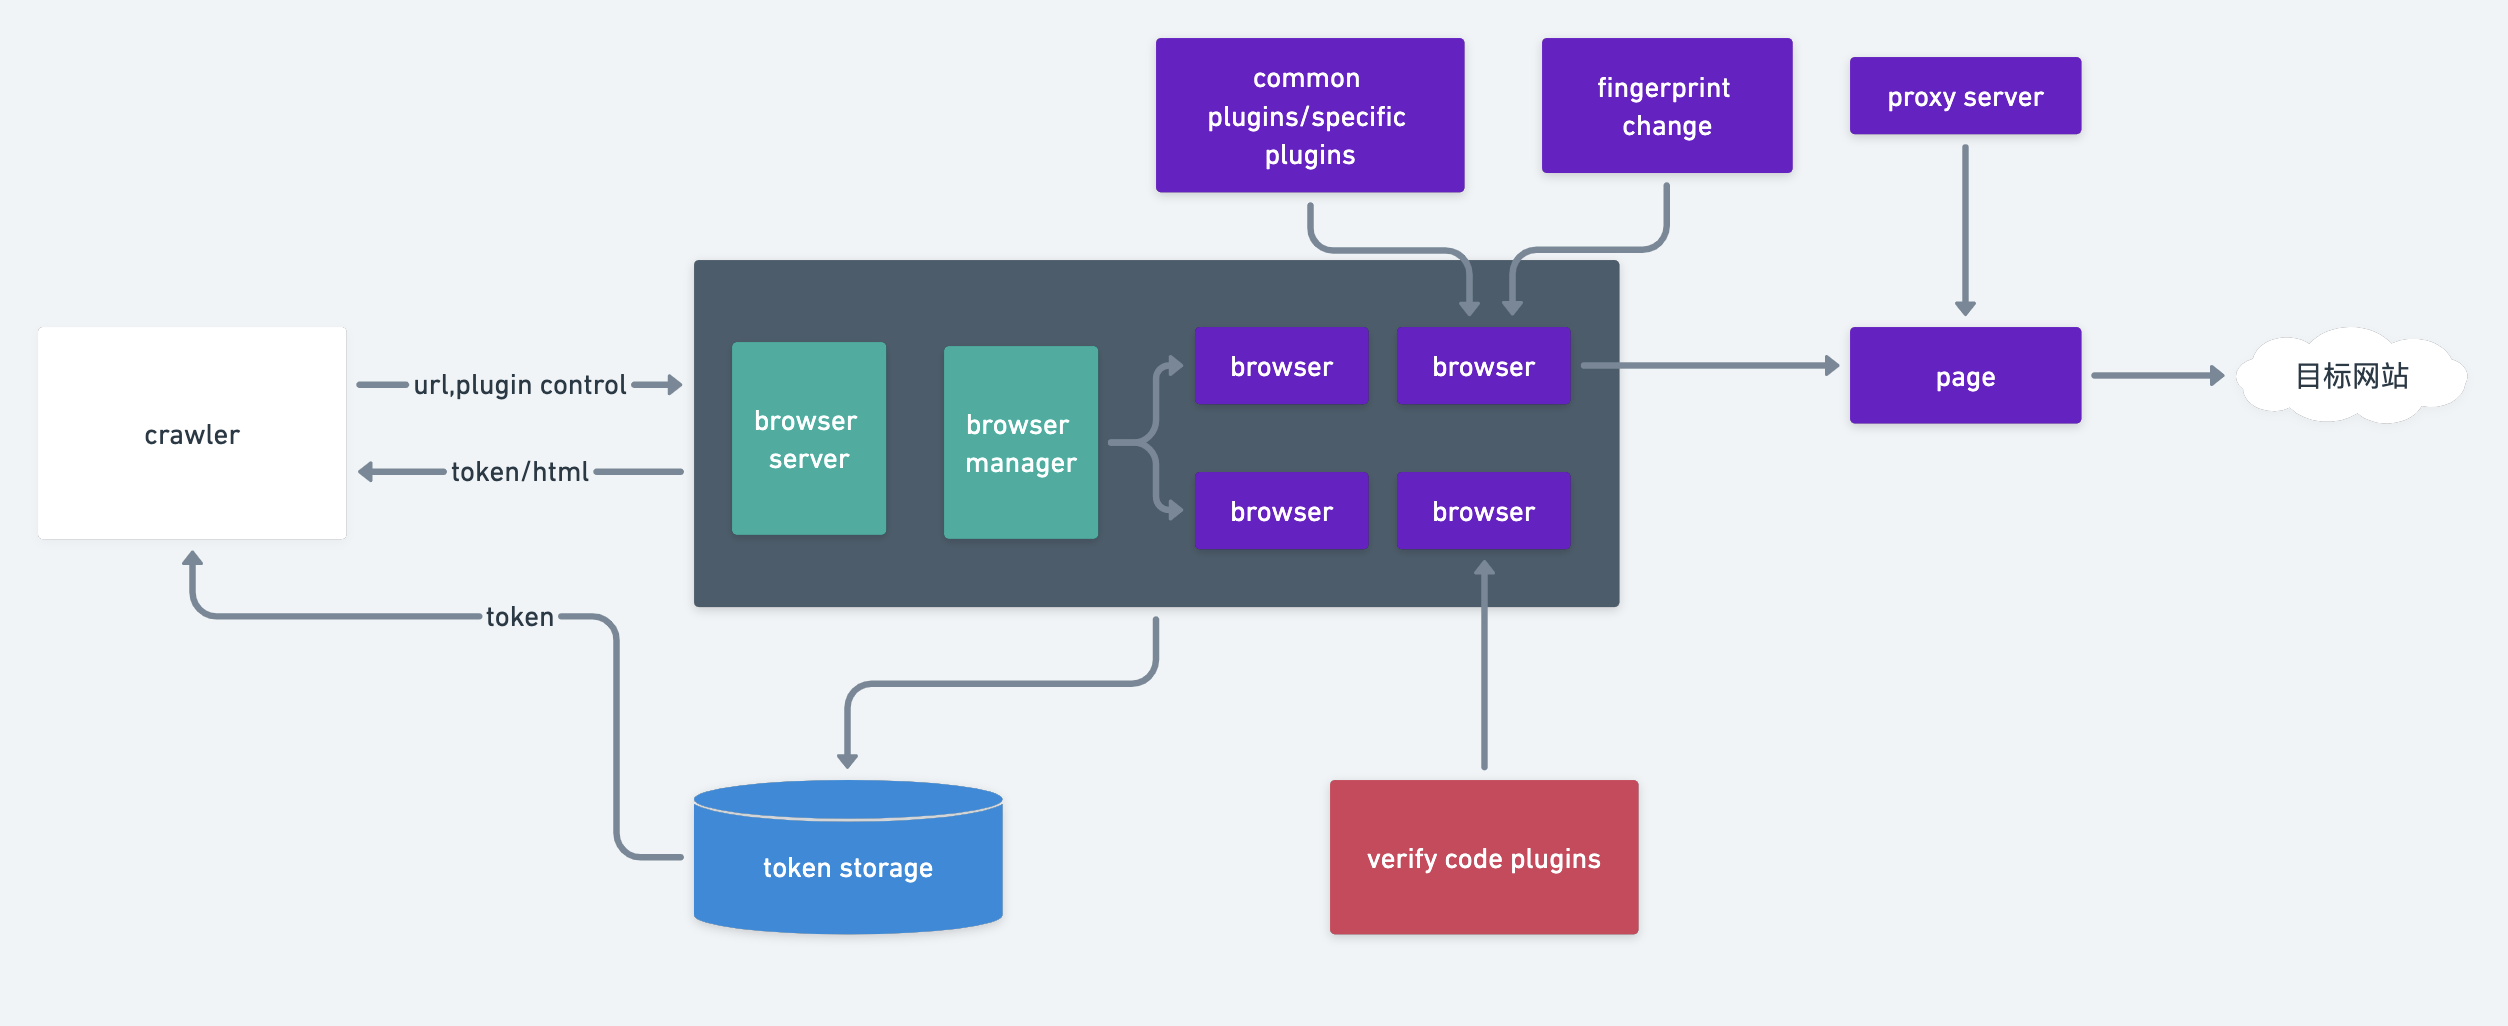 common
plugins/specific
plugins
fingerprint
change
proxy server
crawler
url,plugin control
token/html
browser
server
browser
manager
browser
browser
browser
browser
page
目标网站
token
token storage
verify code plugins